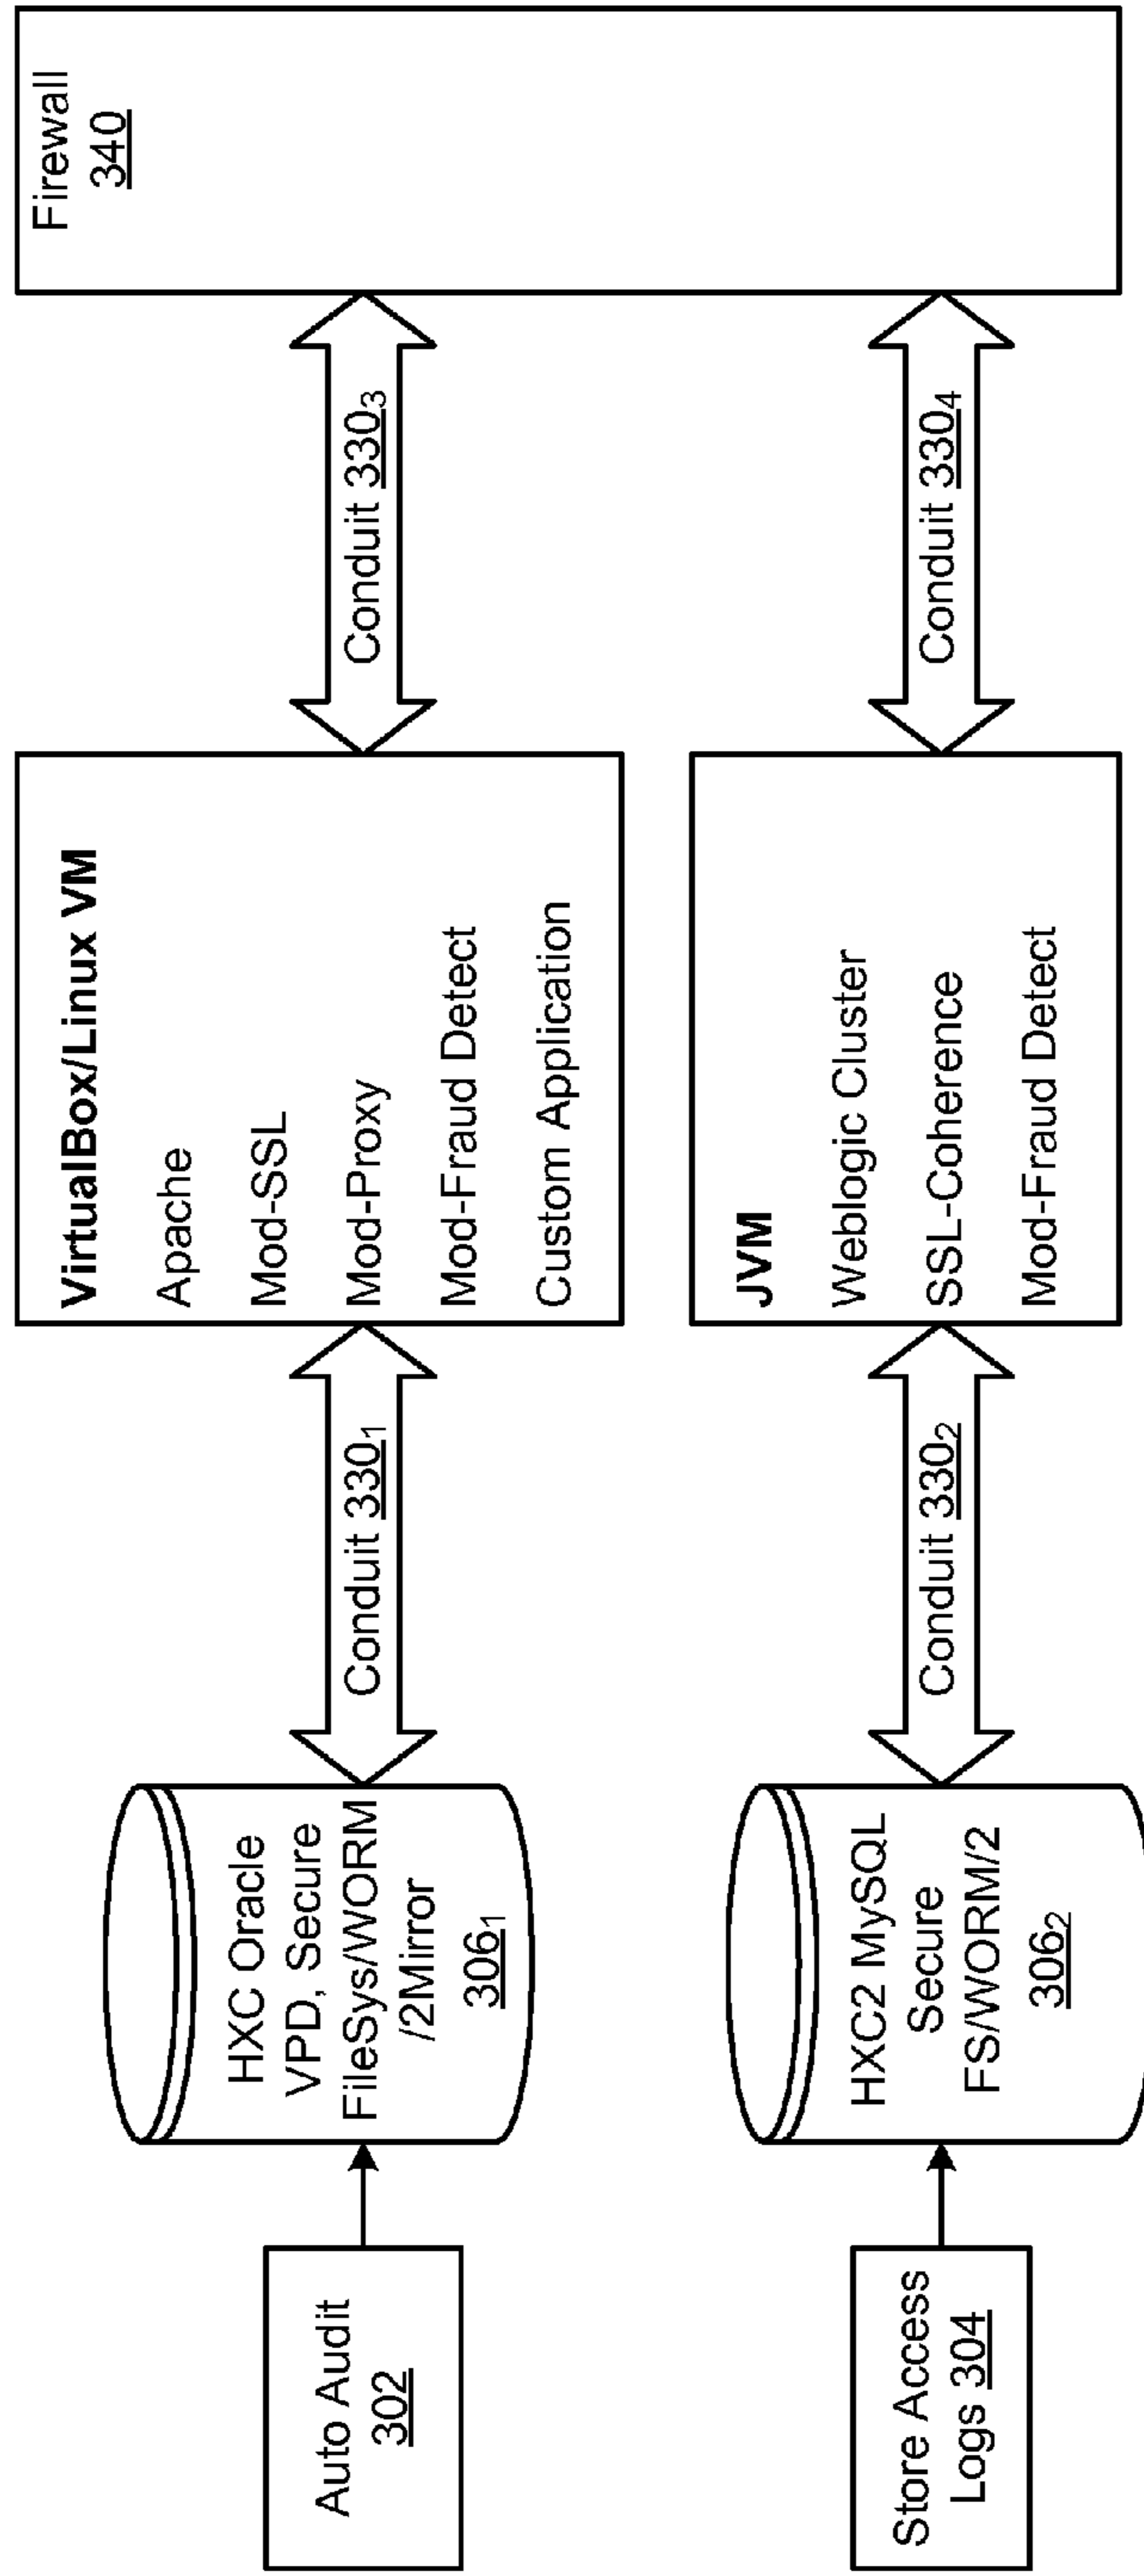 Auto Audit
302
HXC Oracle
VPD, Secure
FileSys/WORM
/2Mirror
306₁
Conduit 330₁
VirtualBox/Linux VM
Apache
Mod-SSL
Mod-Proxy
Mod-Fraud Detect
Custom Application
Conduit 330₃
Firewall
340
Store Access
Logs 304
HXC2 MySQL
Secure
FS/WORM/2
306₂
Conduit 330₂
JVM
Weblogic Cluster
SSL-Coherence
Mod-Fraud Detect
Conduit 330₄